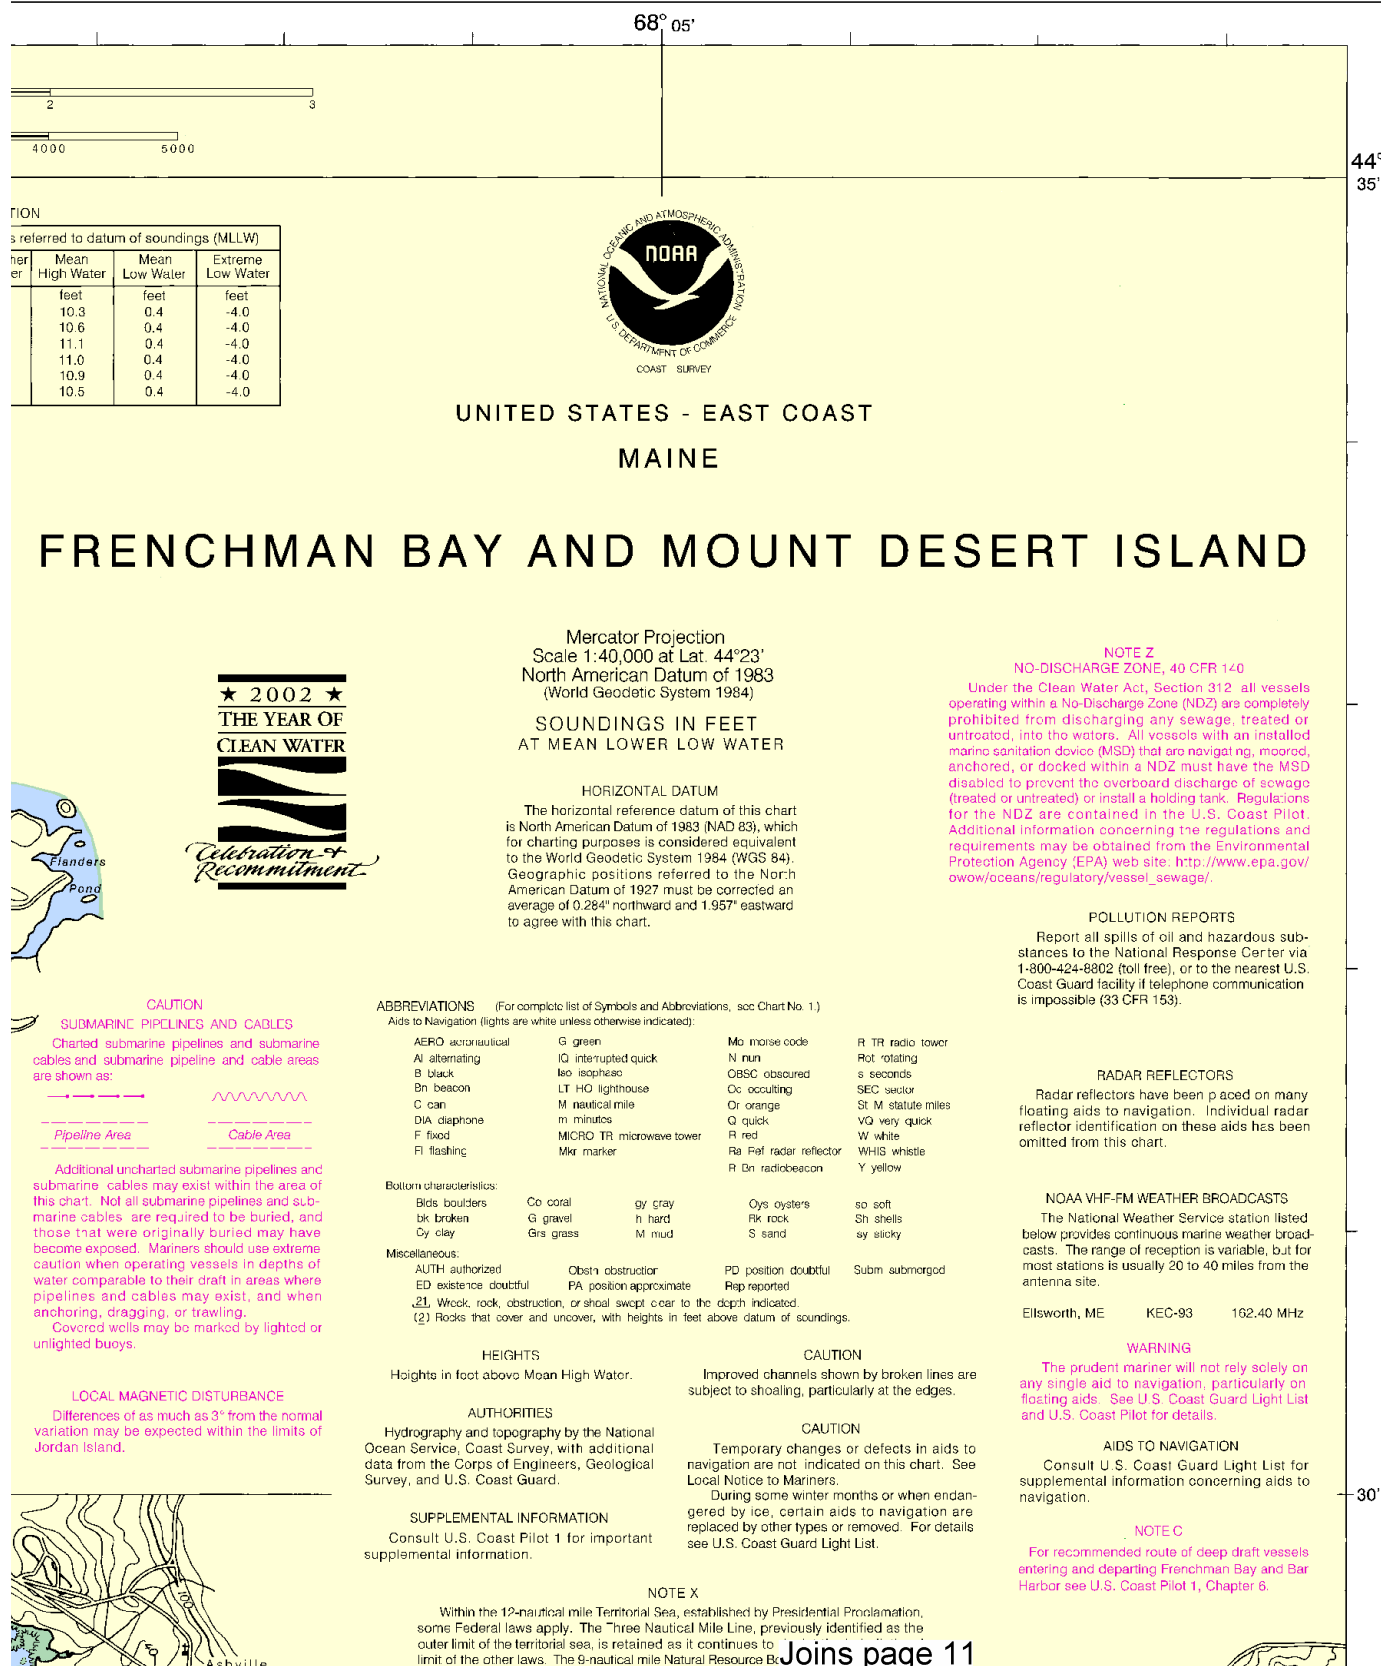 68° 05'
2 3
4000 5000
44°
35'
TION
s referred to datum of soundings (MLLW)
her Mean Mean Extreme
er High Water Low Water Low Water
feet feet feet
10.3 0.4 -4.0
10.6 0.4 -4.0
11.1 0.4 -4.0
11.0 0.4 -4.0
10.9 0.4 -4.0
10.5 0.4 -4.0
NATIONAL OCEANIC AND ATMOSPHERIC ADMINISTRATION
NOAA
U.S. DEPARTMENT OF COMMERCE
COAST SURVEY
UNITED STATES - EAST COAST
MAINE
FRENCHMAN BAY AND MOUNT DESERT ISLAND
Mercator Projection
Scale 1:40,000 at Lat. 44°23'
North American Datum of 1983
(World Geodetic System 1984)
SOUNDINGS IN FEET
AT MEAN LOWER LOW WATER
★ 2002 ★
THE YEAR OF
CLEAN WATER
Celebration &
Recommitment
HORIZONTAL DATUM
The horizontal reference datum of this chart
is North American Datum of 1983 (NAD 83), which
for charting purposes is considered equivalent
to the World Geodetic System 1984 (WGS 84).
Geographic positions referred to the North
American Datum of 1927 must be corrected an
average of 0.284" northward and 1.957" eastward
to agree with this chart.
NOTE Z
NO-DISCHARGE ZONE, 40 CFR 140
Under the Clean Water Act, Section 312 all vessels
operating within a No-Discharge Zone (NDZ) are completely
prohibited from discharging any sewage, treated or
untreated, into the waters. All vessels with an installed
marine sanitation device (MSD) that are navigating, moored,
anchored, or docked within a NDZ must have the MSD
disabled to prevent the overboard discharge of sewage
(treated or untreated) or install a holding tank. Regulations
for the NDZ are contained in the U.S. Coast Pilot.
Additional information concerning the regulations and
requirements may be obtained from the Environmental
Protection Agency (EPA) web site: http://www.epa.gov/
owow/oceans/regulatory/vessel_sewage/.
Flanders
Pond
POLLUTION REPORTS
Report all spills of oil and hazardous sub-
stances to the National Response Center via
1-800-424-8802 (toll free), or to the nearest U.S.
Coast Guard facility if telephone communication
is impossible (33 CFR 153).
CAUTION
SUBMARINE PIPELINES AND CABLES
Charted submarine pipelines and submarine
cables and submarine pipeline and cable areas
are shown as:
Pipeline Area Cable Area
Additional uncharted submarine pipelines and
submarine cables may exist within the area of
this chart. Not all submarine pipelines and sub-
marine cables are required to be buried, and
those that were originally buried may have
become exposed. Mariners should use extreme
caution when operating vessels in depths of
water comparable to their draft in areas where
pipelines and cables may exist, and when
anchoring, dragging, or trawling.
Covered wells may be marked by lighted or
unlighted buoys.
LOCAL MAGNETIC DISTURBANCE
Differences of as much as 3° from the normal
variation may be expected within the limits of
Jordan Island.
ABBREVIATIONS (For complete list of Symbols and Abbreviations, see Chart No. 1.)
Aids to Navigation (lights are white unless otherwise indicated):
AERO aeronautical G green Mo morse code R TR radio tower
Al alternating IQ interrupted quick N nun Rot rotating
B black Iso isophase OBSC obscured s seconds
Bn beacon LT HO lighthouse Oc occulting SEC sector
C can M nautical mile Or orange St M statute miles
DIA diaphone m minutes Q quick VQ very quick
F fixed MICRO TR microwave tower R red W white
Fl flashing Mkr marker Ra Ref radar reflector WHIS whistle
R Bn radiobeacon Y yellow
Bottom characteristics:
Blds boulders Co coral gy gray Oys oysters so soft
bk broken G gravel h hard Rk rock Sh shells
Cy clay Grs grass M mud S sand sy sticky
Miscellaneous:
AUTH authorized Obstn obstruction PD position doubtful Subm submerged
ED existence doubtful PA position approximate Rep reported
21, Wreck, rock, obstruction, or shoal swept clear to the depth indicated.
(2) Rocks that cover and uncover, with heights in feet above datum of soundings.
RADAR REFLECTORS
Radar reflectors have been placed on many
floating aids to navigation. Individual radar
reflector identification on these aids has been
omitted from this chart.
NOAA VHF-FM WEATHER BROADCASTS
The National Weather Service station listed
below provides continuous marine weather broad-
casts. The range of reception is variable, but for
most stations is usually 20 to 40 miles from the
antenna site.
Ellsworth, ME KEC-93 162.40 MHz
WARNING
The prudent mariner will not rely solely on
any single aid to navigation, particularly on
floating aids. See U.S. Coast Guard Light List
and U.S. Coast Pilot for details.
AIDS TO NAVIGATION
Consult U.S. Coast Guard Light List for
supplemental information concerning aids to
navigation.
30'
NOTE C
For recommended route of deep draft vessels
entering and departing Frenchman Bay and Bar
Harbor see U.S. Coast Pilot 1, Chapter 6.
HEIGHTS
Heights in feet above Mean High Water.
AUTHORITIES
Hydrography and topography by the National
Ocean Service, Coast Survey, with additional
data from the Corps of Engineers, Geological
Survey, and U.S. Coast Guard.
SUPPLEMENTAL INFORMATION
Consult U.S. Coast Pilot 1 for important
supplemental information.
CAUTION
Improved channels shown by broken lines are
subject to shoaling, particularly at the edges.
CAUTION
Temporary changes or defects in aids to
navigation are not indicated on this chart. See
Local Notice to Mariners.
During some winter months or when endan-
gered by ice, certain aids to navigation are
replaced by other types or removed. For details
see U.S. Coast Guard Light List.
NOTE X
Within the 12-nautical mile Territorial Sea, established by Presidential Proclamation,
some Federal laws apply. The Three Nautical Mile Line, previously identified as the
outer limit of the territorial sea, is retained as it continues to
limit of the other laws. The 9-nautical mile Natural Resource Bo
Joins page 11
100
Ashville